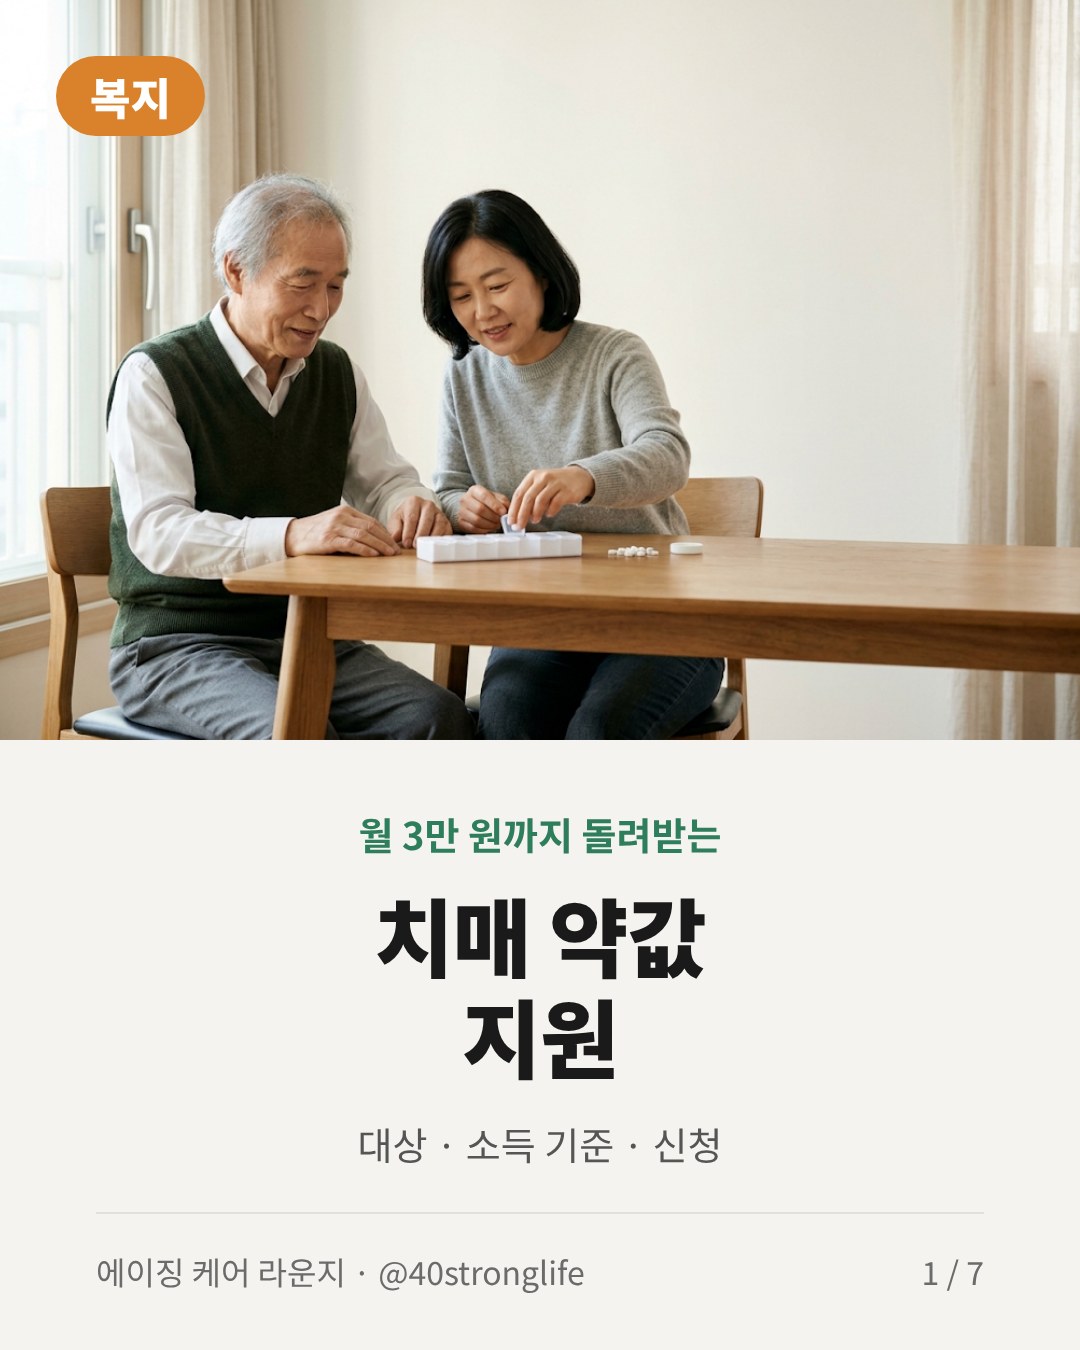 복지
월 3만 원까지 돌려받는
치매 약값
지원
대상 · 소득 기준 · 신청
에이징 케어 라운지 · @40stronglife
1 / 7